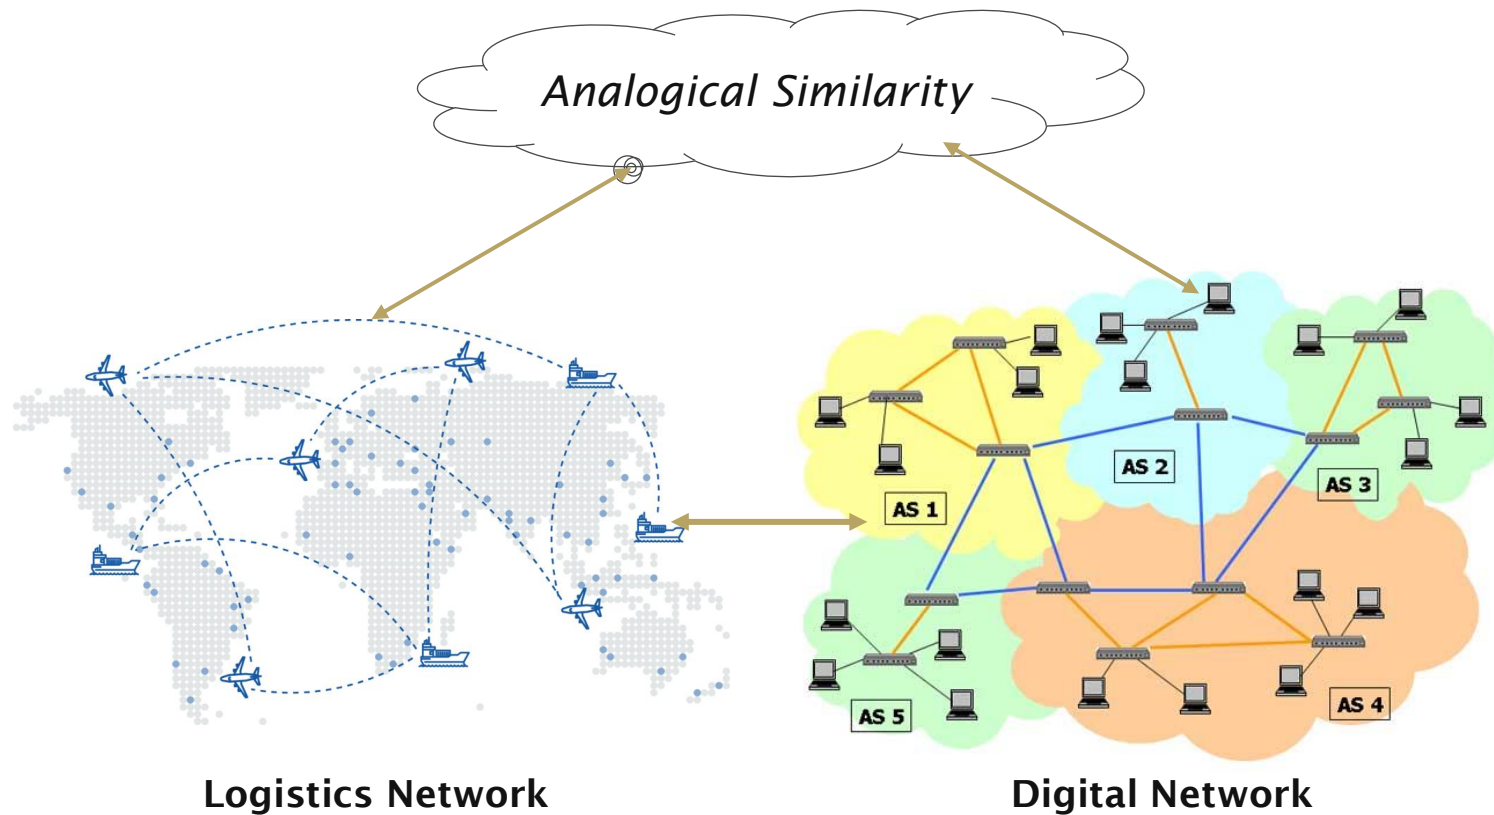 Analogical Similarity
AS 1
AS 2
AS 3
AS 5
AS 4
Logistics Network
Digital Network